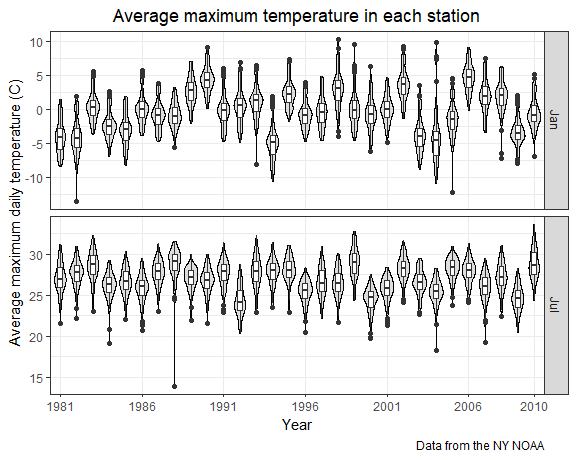 Average maximum temperature in each station
Average maximum daily temperature (C)
10
5
0
-5
-10
Jan
30
25
20
15
Jul
1981 1986 1991 1996 2001 2006 2010
Year
Data from the NY NOAA